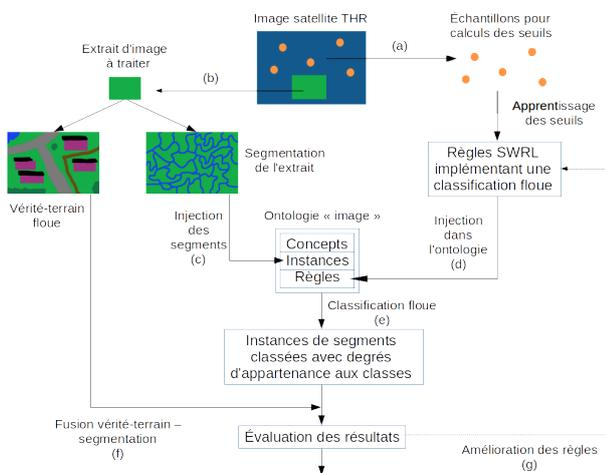 Image satellite THR
Échantillons pour
calculs des seuils
(a)
Extrait d'image
à traiter
(b)
Apprentissage
des seuils
Segmentation
de l'extrait
Règles SWRL
implémentant une
classification floue
Vérité-terrain
floue
Injection
des
segments
(c)
Ontologie « image »
Concepts
Instances
Règles
Injection
dans
l'ontologie
(d)
Classification floue
(e)
Instances de segments
classées avec degrés
d'appartenance aux classes
Fusion vérité-terrain –
segmentation
(f)
Évaluation des résultats
Amélioration des règles
(g)